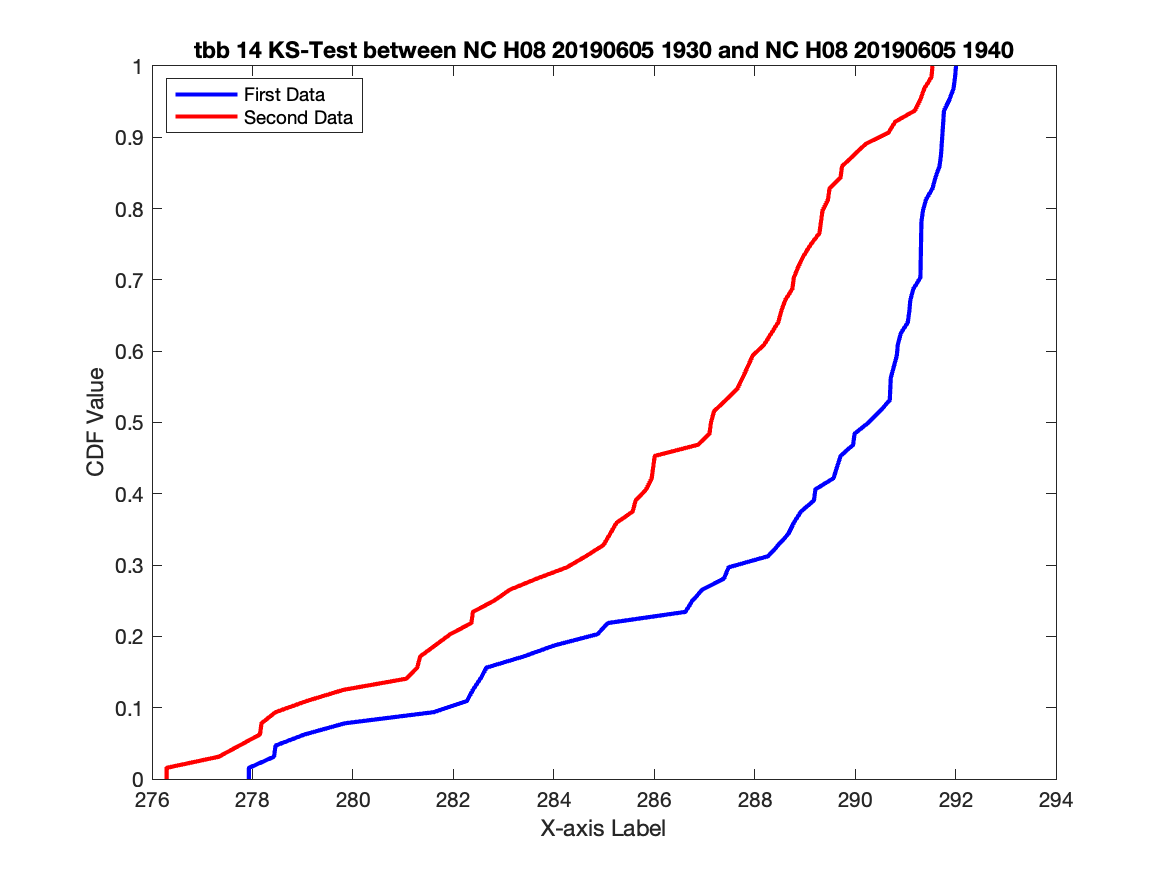 tbb 14 KS-Test between NC H08 20190605 1930 and NC H08 20190605 1940
First Data
Second Data
1
0.9
0.8
0.7
0.6
0.5
0.4
0.3
0.2
0.1
0
CDF Value
276 278 280 282 284 286 288 290 292 294
X-axis Label